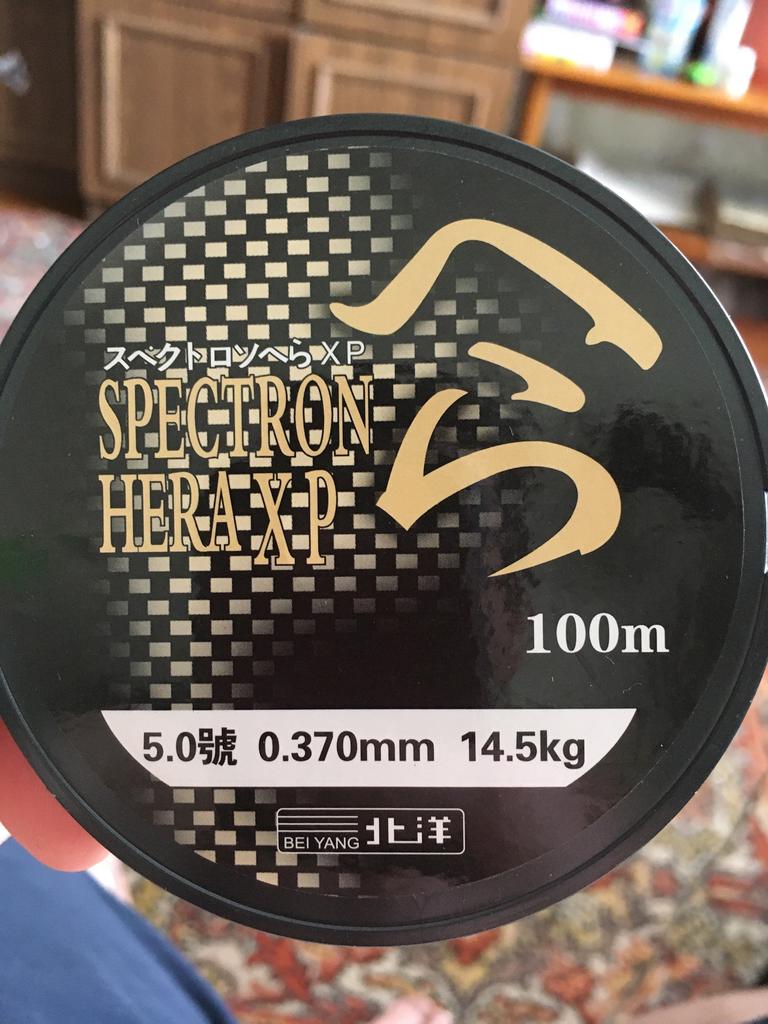 へら
スペクトロソへらXP
SPECTRON
HERA XP
100m
5.0號 0.370mm 14.5kg
BEI YANG 北洋